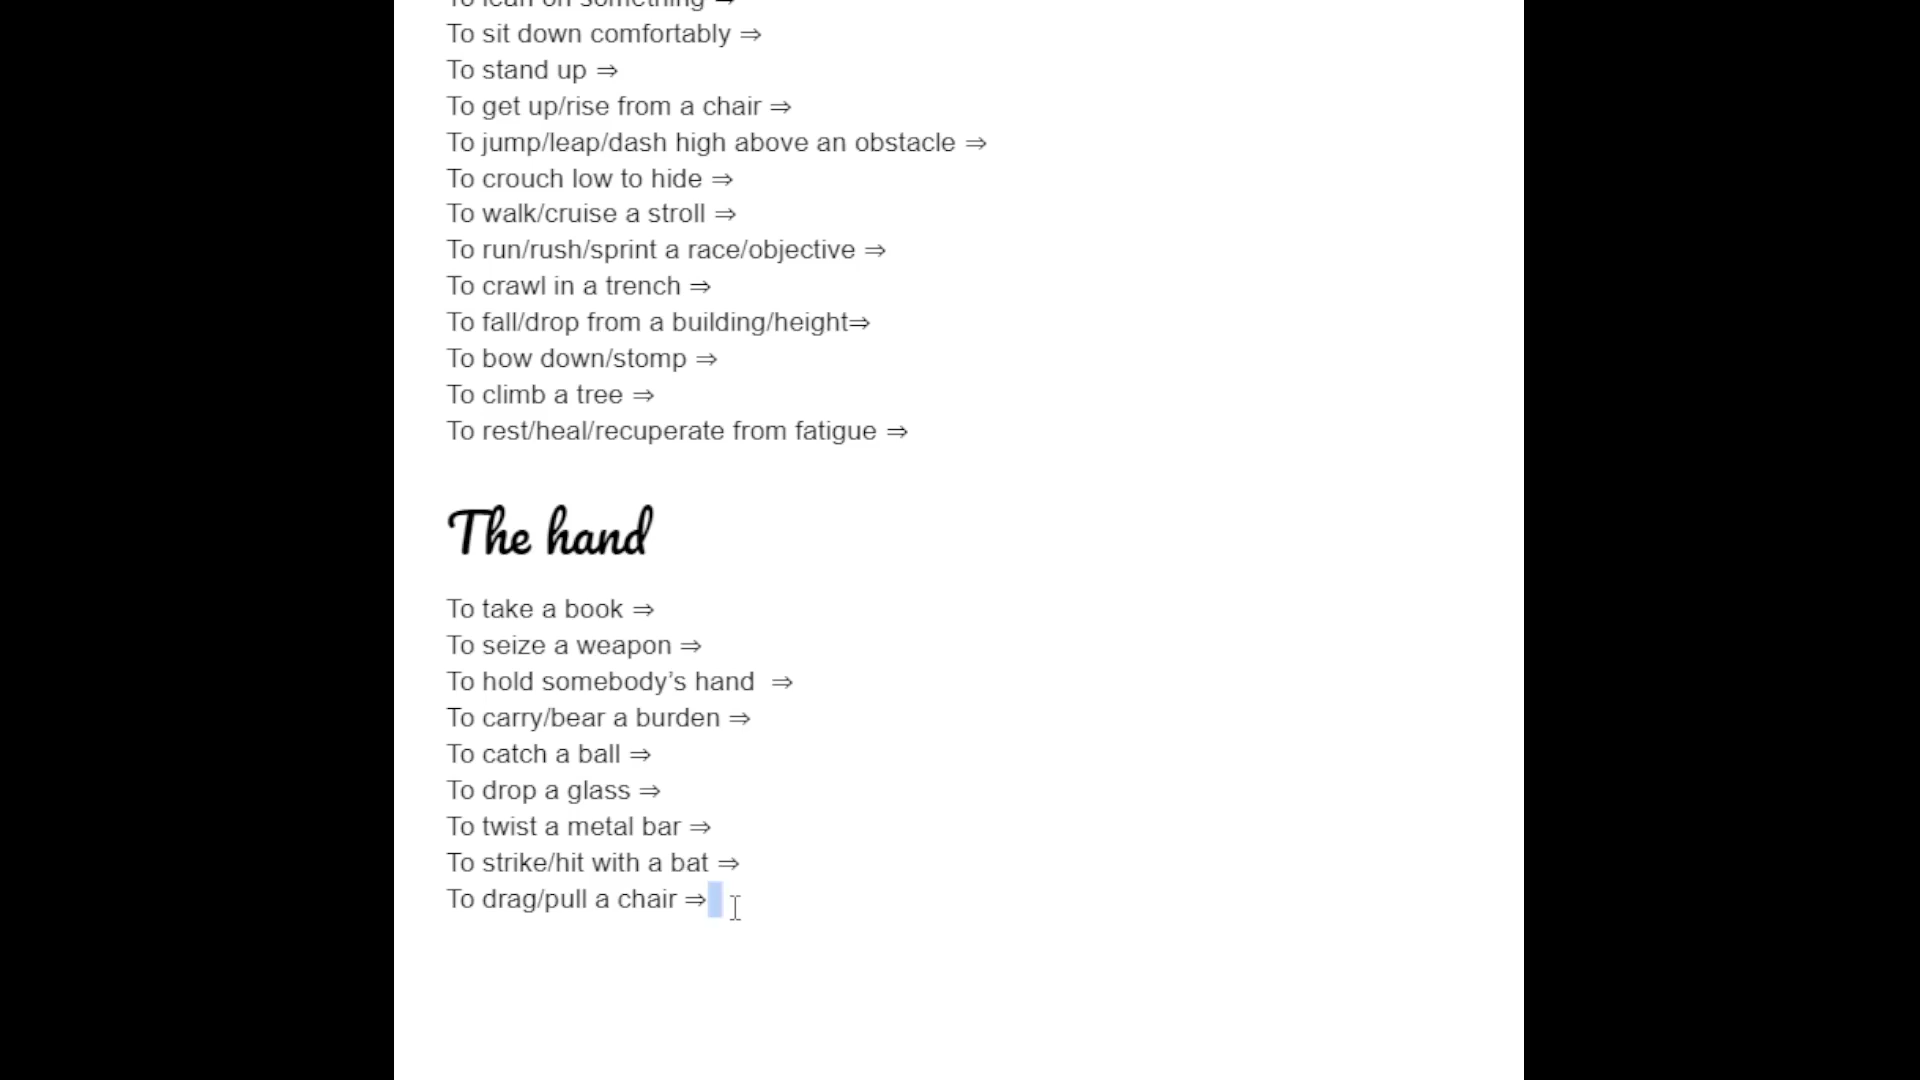 To lean on something ⇒
To sit down comfortably ⇒
To stand up ⇒
To get up/rise from a chair ⇒
To jump/leap/dash high above an obstacle ⇒
To crouch low to hide ⇒
To walk/cruise a stroll ⇒
To run/rush/sprint a race/objective ⇒
To crawl in a trench ⇒
To fall/drop from a building/height⇒
To bow down/stomp ⇒
To climb a tree ⇒
To rest/heal/recuperate from fatigue ⇒
The hand
To take a book ⇒
To seize a weapon ⇒
To hold somebody’s hand  ⇒
To carry/bear a burden ⇒
To catch a ball ⇒
To drop a glass ⇒
To twist a metal bar ⇒
To strike/hit with a bat ⇒
To drag/pull a chair ⇒